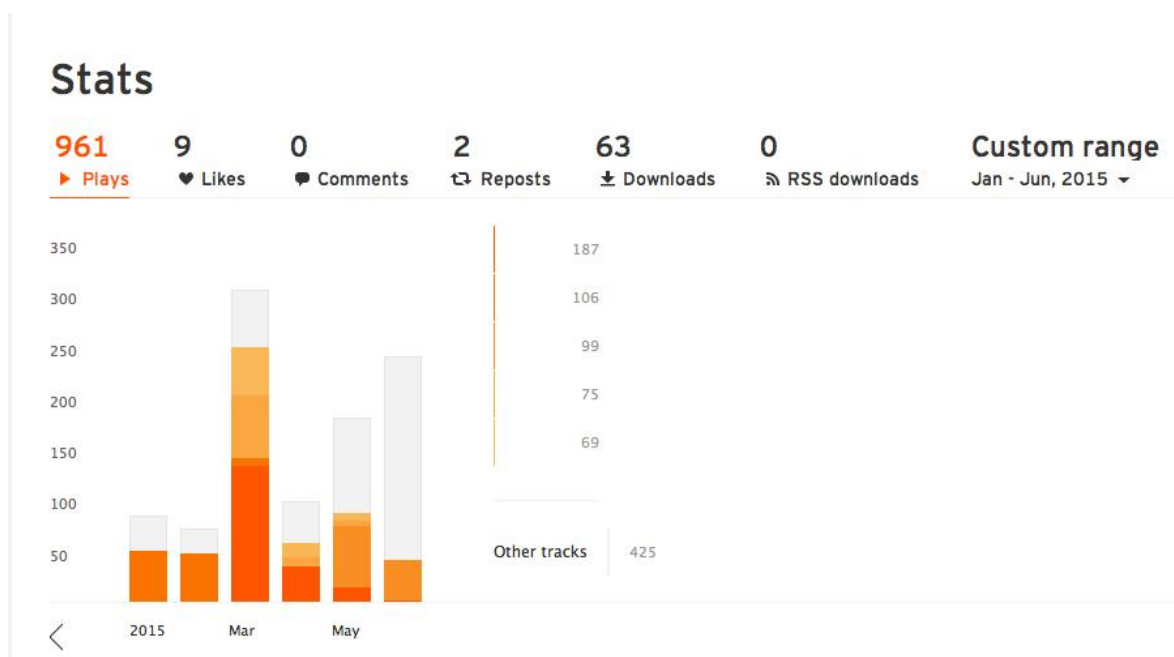 Stats
961 9 0 2 63 0 Custom range
Plays Likes Comments Reposts Downloads RSS downloads Jan - Jun, 2015
350
300
250
200
150
100
50
2015 Mar May
187
106
99
75
69
Other tracks 425